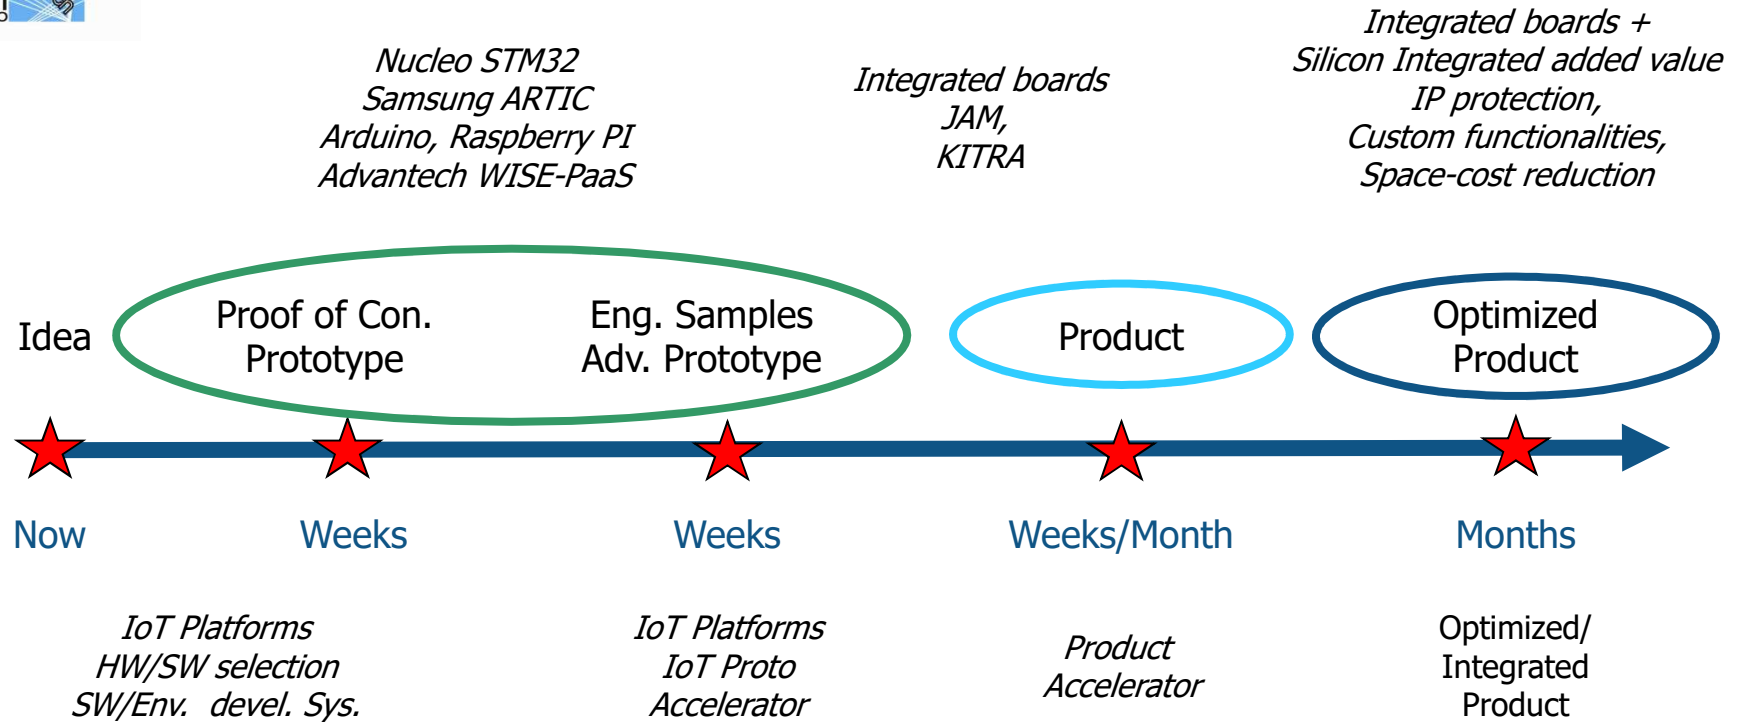 Nucleo STM32
Samsung ARTIC
Arduino, Raspberry PI
Advantech WISE-PaaS
Integrated boards
JAM,
KITRA
Integrated boards +
Silicon Integrated added value
IP protection,
Custom functionalities,
Space-cost reduction
Idea
Proof of Con.
Prototype
Eng. Samples
Adv. Prototype
Product
Optimized
Product
Now
Weeks
Weeks
Weeks/Month
Months
IoT Platforms
HW/SW selection
SW/Env. devel. Sys.
IoT Platforms
IoT Proto
Accelerator
Product
Accelerator
Optimized/
Integrated
Product